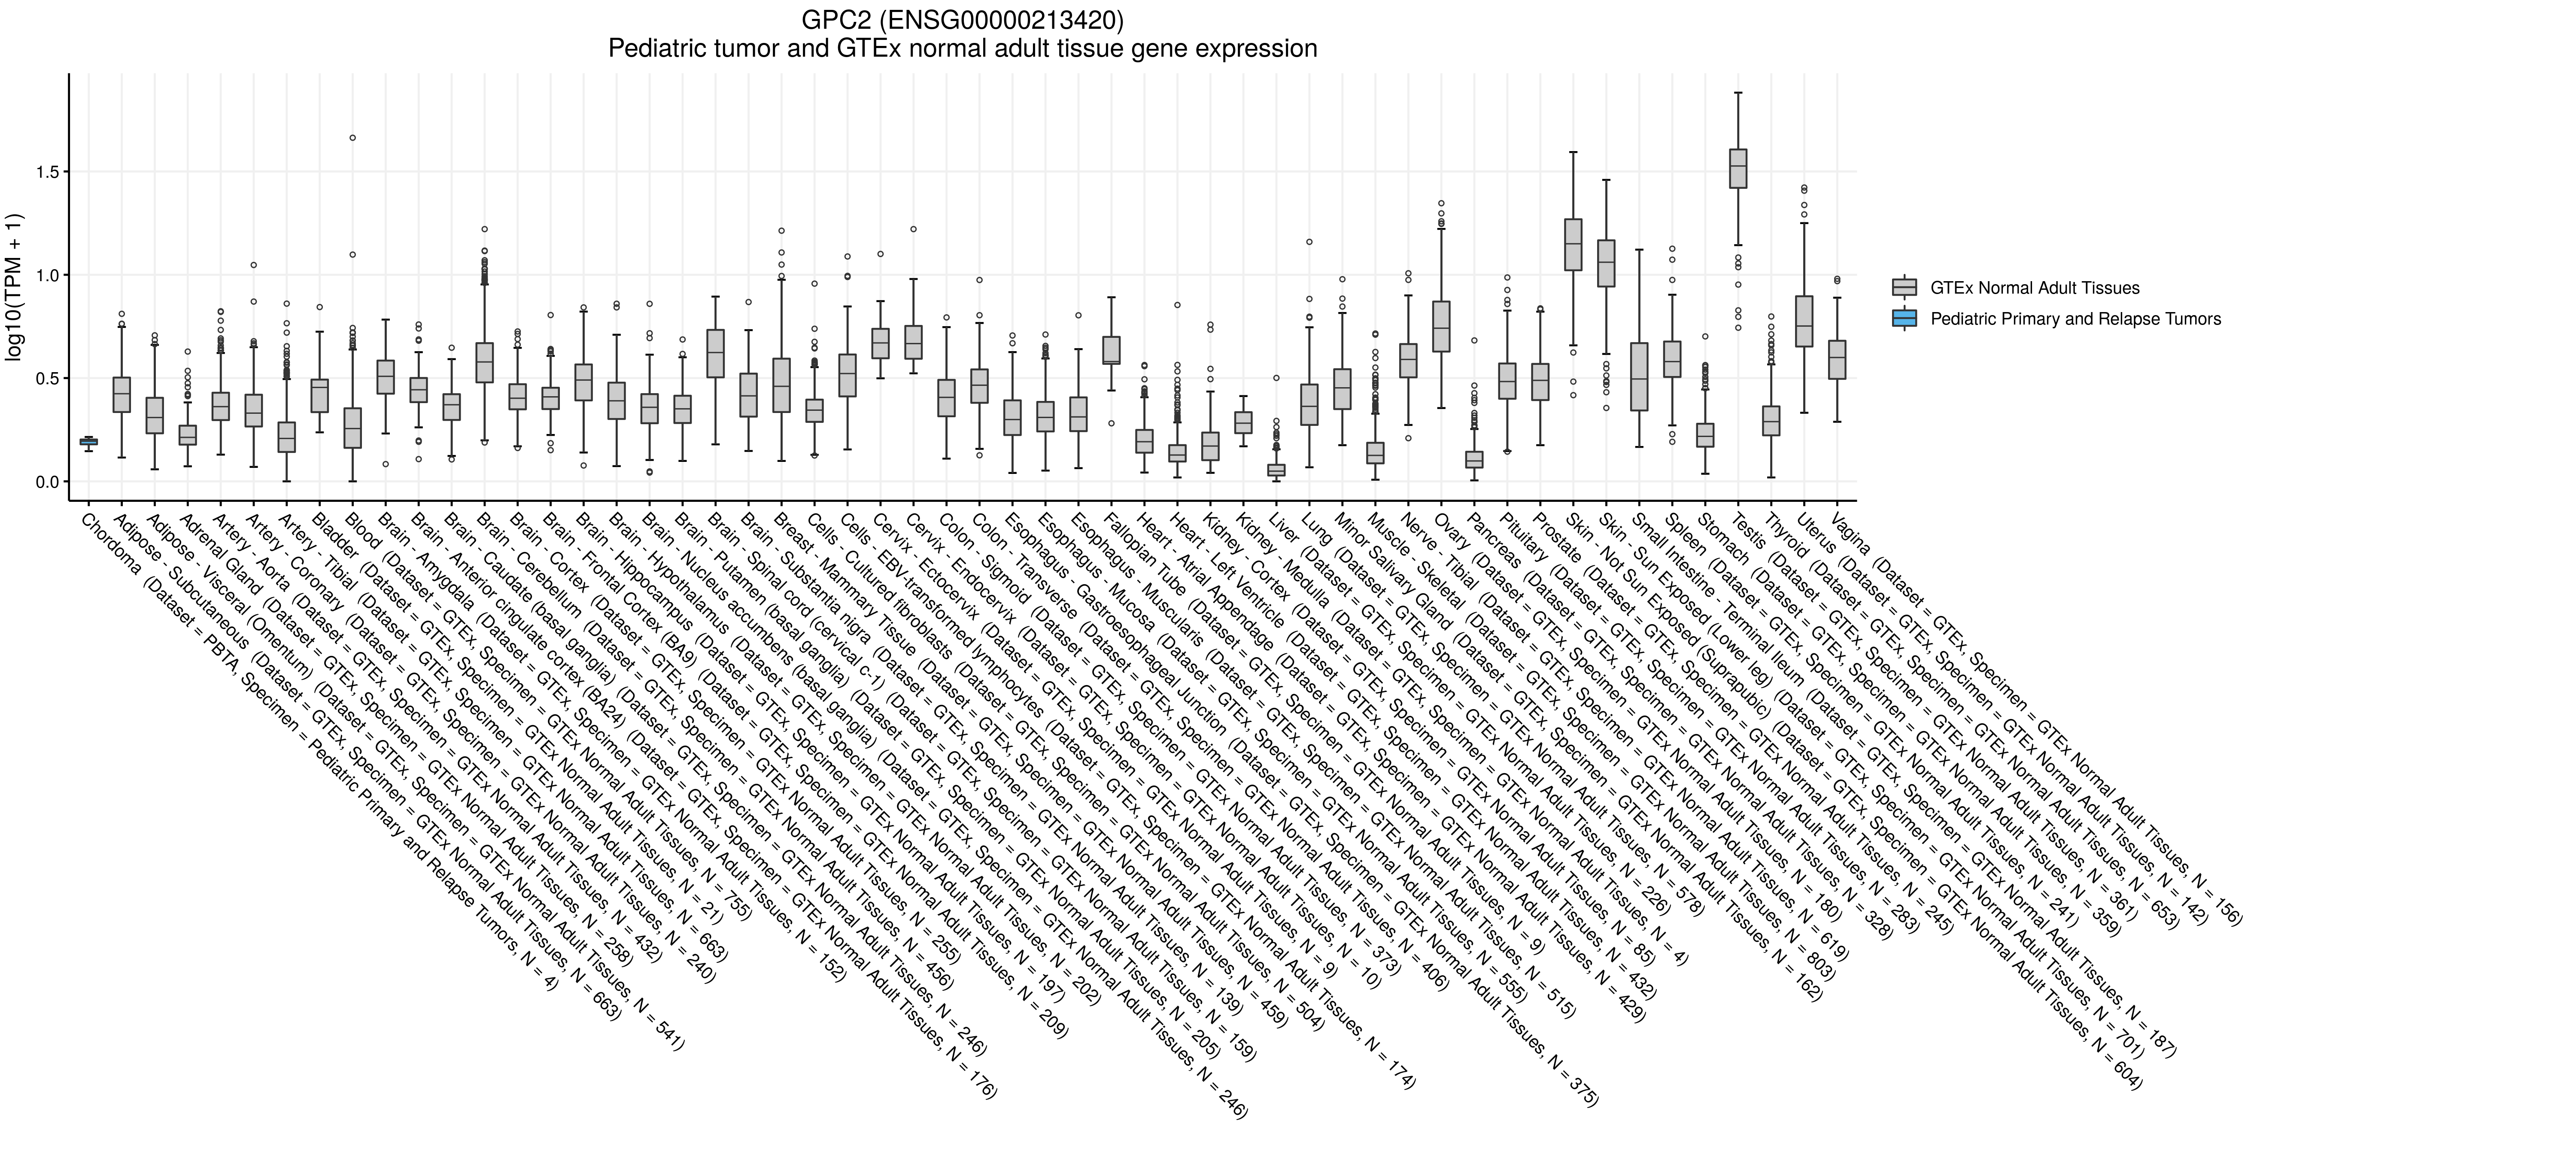 GPC2 (ENSG00000213420)
Pediatric tumor and GTEx normal adult tissue gene expression
log10(TPM + 1)
1.5
1.0
0.5
0.0
GTEx Normal Adult Tissues
Pediatric Primary and Relapse Tumors
Chordoma (Dataset = PBTA, Specimen = Pediatric Primary and Relapse Tumors, N = 4)
Adipose - Subcutaneous (Dataset = GTEx, Specimen = GTEx Normal Adult Tissues, N = 663)
Adipose - Visceral (Omentum) (Dataset = GTEx, Specimen = GTEx Normal Adult Tissues, N = 541)
Adrenal Gland (Dataset = GTEx, Specimen = GTEx Normal Adult Tissues, N = 258)
Artery - Aorta (Dataset = GTEx, Specimen = GTEx Normal Adult Tissues, N = 432)
Artery - Coronary (Dataset = GTEx, Specimen = GTEx Normal Adult Tissues, N = 240)
Artery - Tibial (Dataset = GTEx, Specimen = GTEx Normal Adult Tissues, N = 663)
Bladder (Dataset = GTEx, Specimen = GTEx Normal Adult Tissues, N = 21)
Blood (Dataset = GTEx, Specimen = GTEx Normal Adult Tissues, N = 755)
Brain - Amygdala (Dataset = GTEx, Specimen = GTEx Normal Adult Tissues, N = 152)
Brain - Anterior cingulate cortex (BA24) (Dataset = GTEx, Specimen = GTEx Normal Adult Tissues, N = 176)
Brain - Caudate (basal ganglia) (Dataset = GTEx, Specimen = GTEx Normal Adult Tissues, N = 246)
Brain - Cerebellum (Dataset = GTEx, Specimen = GTEx Normal Adult Tissues, N = 456)
Brain - Cortex (Dataset = GTEx, Specimen = GTEx Normal Adult Tissues, N = 255)
Brain - Frontal Cortex (BA9) (Dataset = GTEx, Specimen = GTEx Normal Adult Tissues, N = 209)
Brain - Hippocampus (Dataset = GTEx, Specimen = GTEx Normal Adult Tissues, N = 197)
Brain - Hypothalamus (Dataset = GTEx, Specimen = GTEx Normal Adult Tissues, N = 202)
Brain - Nucleus accumbens (basal ganglia) (Dataset = GTEx, Specimen = GTEx Normal Adult Tissues, N = 246)
Brain - Putamen (basal ganglia) (Dataset = GTEx, Specimen = GTEx Normal Adult Tissues, N = 205)
Brain - Spinal cord (cervical c-1) (Dataset = GTEx, Specimen = GTEx Normal Adult Tissues, N = 159)
Brain - Substantia nigra (Dataset = GTEx, Specimen = GTEx Normal Adult Tissues, N = 139)
Breast - Mammary Tissue (Dataset = GTEx, Specimen = GTEx Normal Adult Tissues, N = 459)
Cells - Cultured fibroblasts (Dataset = GTEx, Specimen = GTEx Normal Adult Tissues, N = 504)
Cells - EBV-transformed lymphocytes (Dataset = GTEx, Specimen = GTEx Normal Adult Tissues, N = 174)
Cervix - Ectocervix (Dataset = GTEx, Specimen = GTEx Normal Adult Tissues, N = 9)
Cervix - Endocervix (Dataset = GTEx, Specimen = GTEx Normal Adult Tissues, N = 10)
Colon - Sigmoid (Dataset = GTEx, Specimen = GTEx Normal Adult Tissues, N = 373)
Colon - Transverse (Dataset = GTEx, Specimen = GTEx Normal Adult Tissues, N = 406)
Esophagus - Gastroesophageal Junction (Dataset = GTEx, Specimen = GTEx Normal Adult Tissues, N = 375)
Esophagus - Mucosa (Dataset = GTEx, Specimen = GTEx Normal Adult Tissues, N = 555)
Esophagus - Muscularis (Dataset = GTEx, Specimen = GTEx Normal Adult Tissues, N = 515)
Fallopian Tube (Dataset = GTEx, Specimen = GTEx Normal Adult Tissues, N = 9)
Heart - Atrial Appendage (Dataset = GTEx, Specimen = GTEx Normal Adult Tissues, N = 429)
Heart - Left Ventricle (Dataset = GTEx, Specimen = GTEx Normal Adult Tissues, N = 432)
Kidney - Cortex (Dataset = GTEx, Specimen = GTEx Normal Adult Tissues, N = 85)
Kidney - Medulla (Dataset = GTEx, Specimen = GTEx Normal Adult Tissues, N = 4)
Liver (Dataset = GTEx, Specimen = GTEx Normal Adult Tissues, N = 226)
Lung (Dataset = GTEx, Specimen = GTEx Normal Adult Tissues, N = 578)
Minor Salivary Gland (Dataset = GTEx, Specimen = GTEx Normal Adult Tissues, N = 162)
Muscle - Skeletal (Dataset = GTEx, Specimen = GTEx Normal Adult Tissues, N = 803)
Nerve - Tibial (Dataset = GTEx, Specimen = GTEx Normal Adult Tissues, N = 619)
Ovary (Dataset = GTEx, Specimen = GTEx Normal Adult Tissues, N = 180)
Pancreas (Dataset = GTEx, Specimen = GTEx Normal Adult Tissues, N = 328)
Pituitary (Dataset = GTEx, Specimen = GTEx Normal Adult Tissues, N = 283)
Prostate (Dataset = GTEx, Specimen = GTEx Normal Adult Tissues, N = 245)
Skin - Not Sun Exposed (Suprapubic) (Dataset = GTEx, Specimen = GTEx Normal Adult Tissues, N = 604)
Skin - Sun Exposed (Lower leg) (Dataset = GTEx, Specimen = GTEx Normal Adult Tissues, N = 701)
Small Intestine - Terminal Ileum (Dataset = GTEx, Specimen = GTEx Normal Adult Tissues, N = 187)
Spleen (Dataset = GTEx, Specimen = GTEx Normal Adult Tissues, N = 241)
Stomach (Dataset = GTEx, Specimen = GTEx Normal Adult Tissues, N = 359)
Testis (Dataset = GTEx, Specimen = GTEx Normal Adult Tissues, N = 361)
Thyroid (Dataset = GTEx, Specimen = GTEx Normal Adult Tissues, N = 653)
Uterus (Dataset = GTEx, Specimen = GTEx Normal Adult Tissues, N = 142)
Vagina (Dataset = GTEx, Specimen = GTEx Normal Adult Tissues, N = 156)